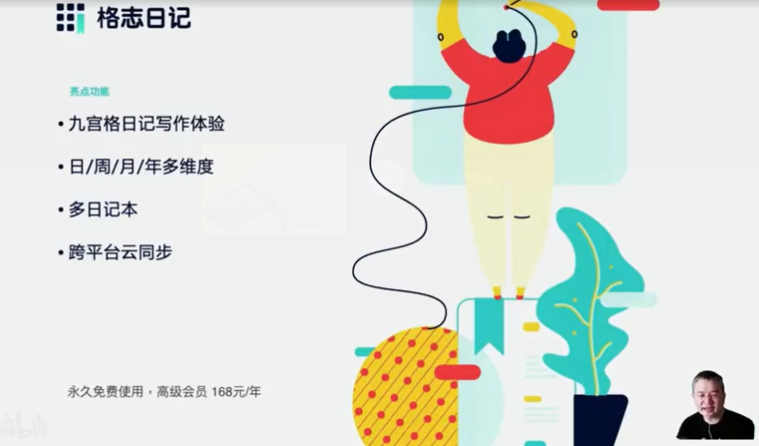 格志日记
亮点功能
• 九宫格日记写作体验
• 日/周/月/年多维度
• 多日记本
• 跨平台云同步
永久免费使用，高级会员 168元/年